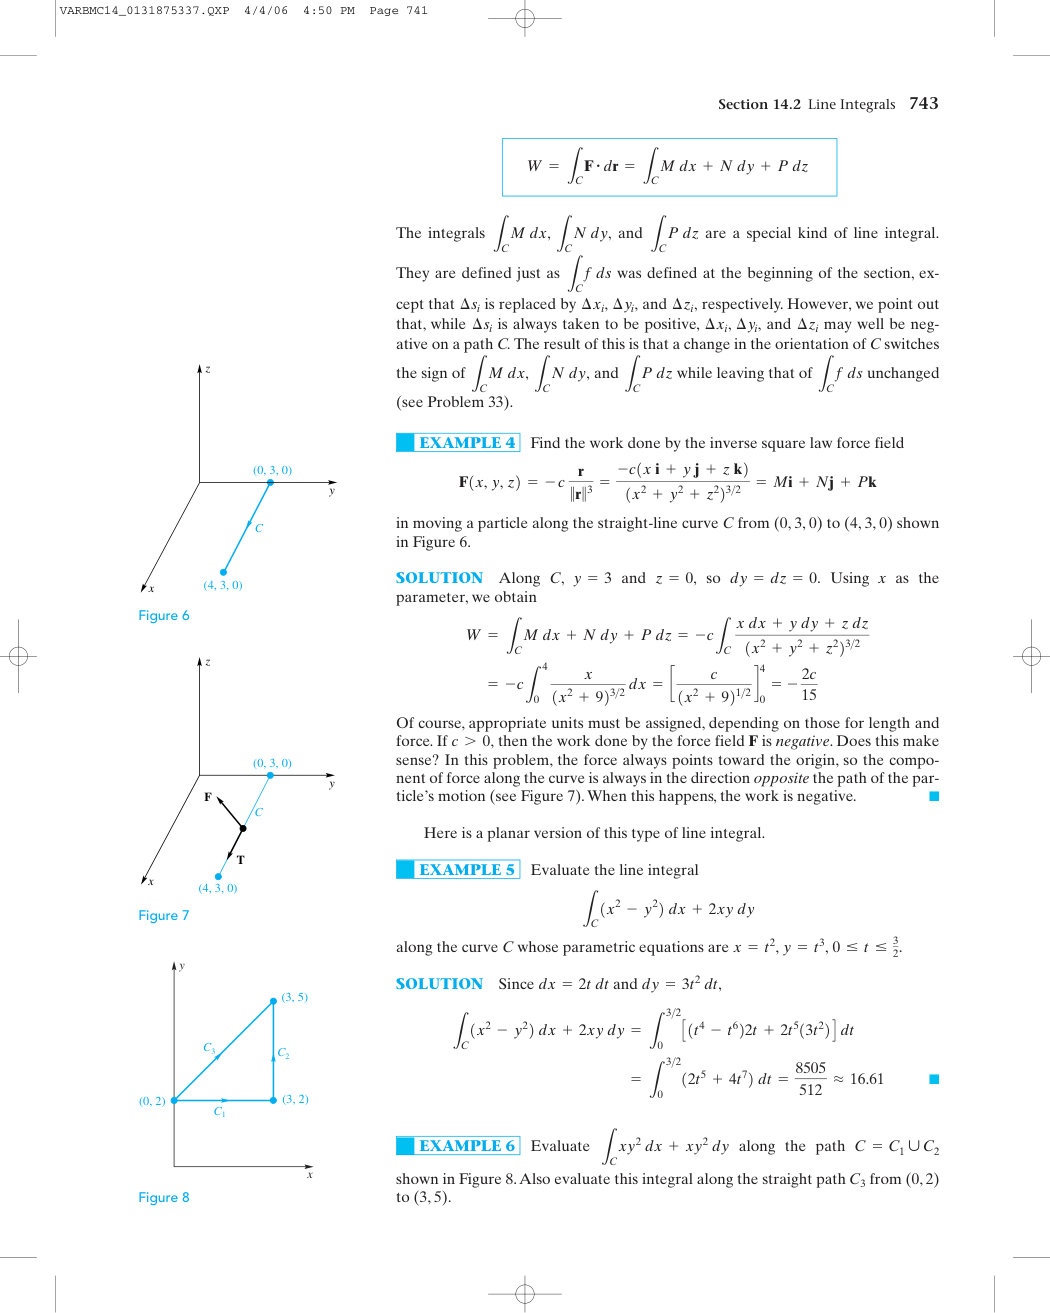 VARBMC14_0131875337.QXP 4/4/06 4:50 PM Page 741
Section 14.2 Line Integrals 743
W = ∫_C F · dr = ∫_C M dx + N dy + P dz
The integrals ∫_C M dx, ∫_C N dy, and ∫_C P dz are a special kind of line integral.
They are defined just as ∫_C f ds was defined at the beginning of the section, ex-
cept that Δsᵢ is replaced by Δxᵢ, Δyᵢ, and Δzᵢ, respectively. However, we point out
that, while Δsᵢ is always taken to be positive, Δxᵢ, Δyᵢ, and Δzᵢ may well be neg-
ative on a path C. The result of this is that a change in the orientation of C switches
the sign of ∫_C M dx, ∫_C N dy, and ∫_C P dz while leaving that of ∫_C f ds unchanged
(see Problem 33).
EXAMPLE 4 Find the work done by the inverse square law force field
F(x, y, z) = −c r/‖r‖³ = −c(x i + y j + z k)/(x² + y² + z²)^(3/2) = Mi + Nj + Pk
in moving a particle along the straight-line curve C from (0, 3, 0) to (4, 3, 0) shown
in Figure 6.
SOLUTION Along C, y = 3 and z = 0, so dy = dz = 0. Using x as the
parameter, we obtain
W = ∫_C M dx + N dy + P dz = −c ∫_C (x dx + y dy + z dz)/(x² + y² + z²)^(3/2)
= −c ∫₀⁴ x/(x² + 9)^(3/2) dx = [c/(x² + 9)^(1/2)]₀⁴ = −2c/15
Of course, appropriate units must be assigned, depending on those for length and
force. If c > 0, then the work done by the force field F is negative. Does this make
sense? In this problem, the force always points toward the origin, so the compo-
nent of force along the curve is always in the direction opposite the path of the par-
ticle's motion (see Figure 7). When this happens, the work is negative.
Here is a planar version of this type of line integral.
EXAMPLE 5 Evaluate the line integral
∫_C (x² − y²) dx + 2xy dy
along the curve C whose parametric equations are x = t², y = t³, 0 ≤ t ≤ 3/2.
SOLUTION Since dx = 2t dt and dy = 3t² dt,
∫_C (x² − y²) dx + 2xy dy = ∫₀^(3/2) [(t⁴ − t⁶)2t + 2t⁵(3t²)] dt
= ∫₀^(3/2) (2t⁵ + 4t⁷) dt = 8505/512 ≈ 16.61
EXAMPLE 6 Evaluate ∫_C xy² dx + xy² dy along the path C = C₁ ∪ C₂
shown in Figure 8. Also evaluate this integral along the straight path C₃ from (0, 2)
to (3, 5).
z
(0, 3, 0)
y
C
x
(4, 3, 0)
Figure 6
z
(0, 3, 0)
y
F
C
T
x
(4, 3, 0)
Figure 7
y
(3, 5)
C₃
C₂
(0, 2)
(3, 2)
C₁
x
Figure 8